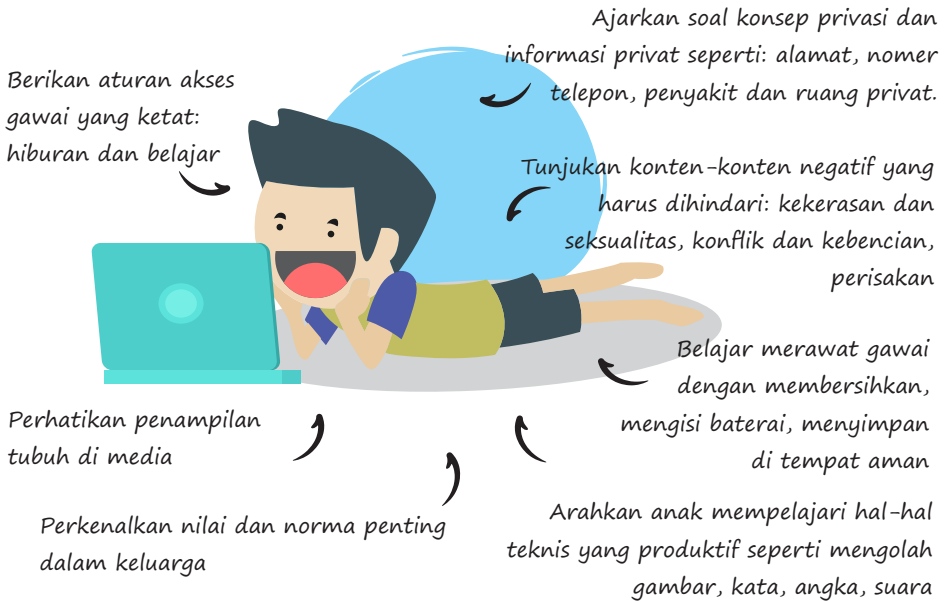 Berikan aturan akses
gawai yang ketat:
hiburan dan belajar
Ajarkan soal konsep privasi dan
informasi privat seperti: alamat, nomer
telepon, penyakit dan ruang privat.
Tunjukan konten-konten negatif yang
harus dihindari: kekerasan dan
seksualitas, konflik dan kebencian,
perisakan
Belajar merawat gawai
dengan membersihkan,
mengisi baterai, menyimpan
di tempat aman
Perhatikan penampilan
tubuh di media
Perkenalkan nilai dan norma penting
dalam keluarga
Arahkan anak mempelajari hal-hal
teknis yang produktif seperti mengolah
gambar, kata, angka, suara